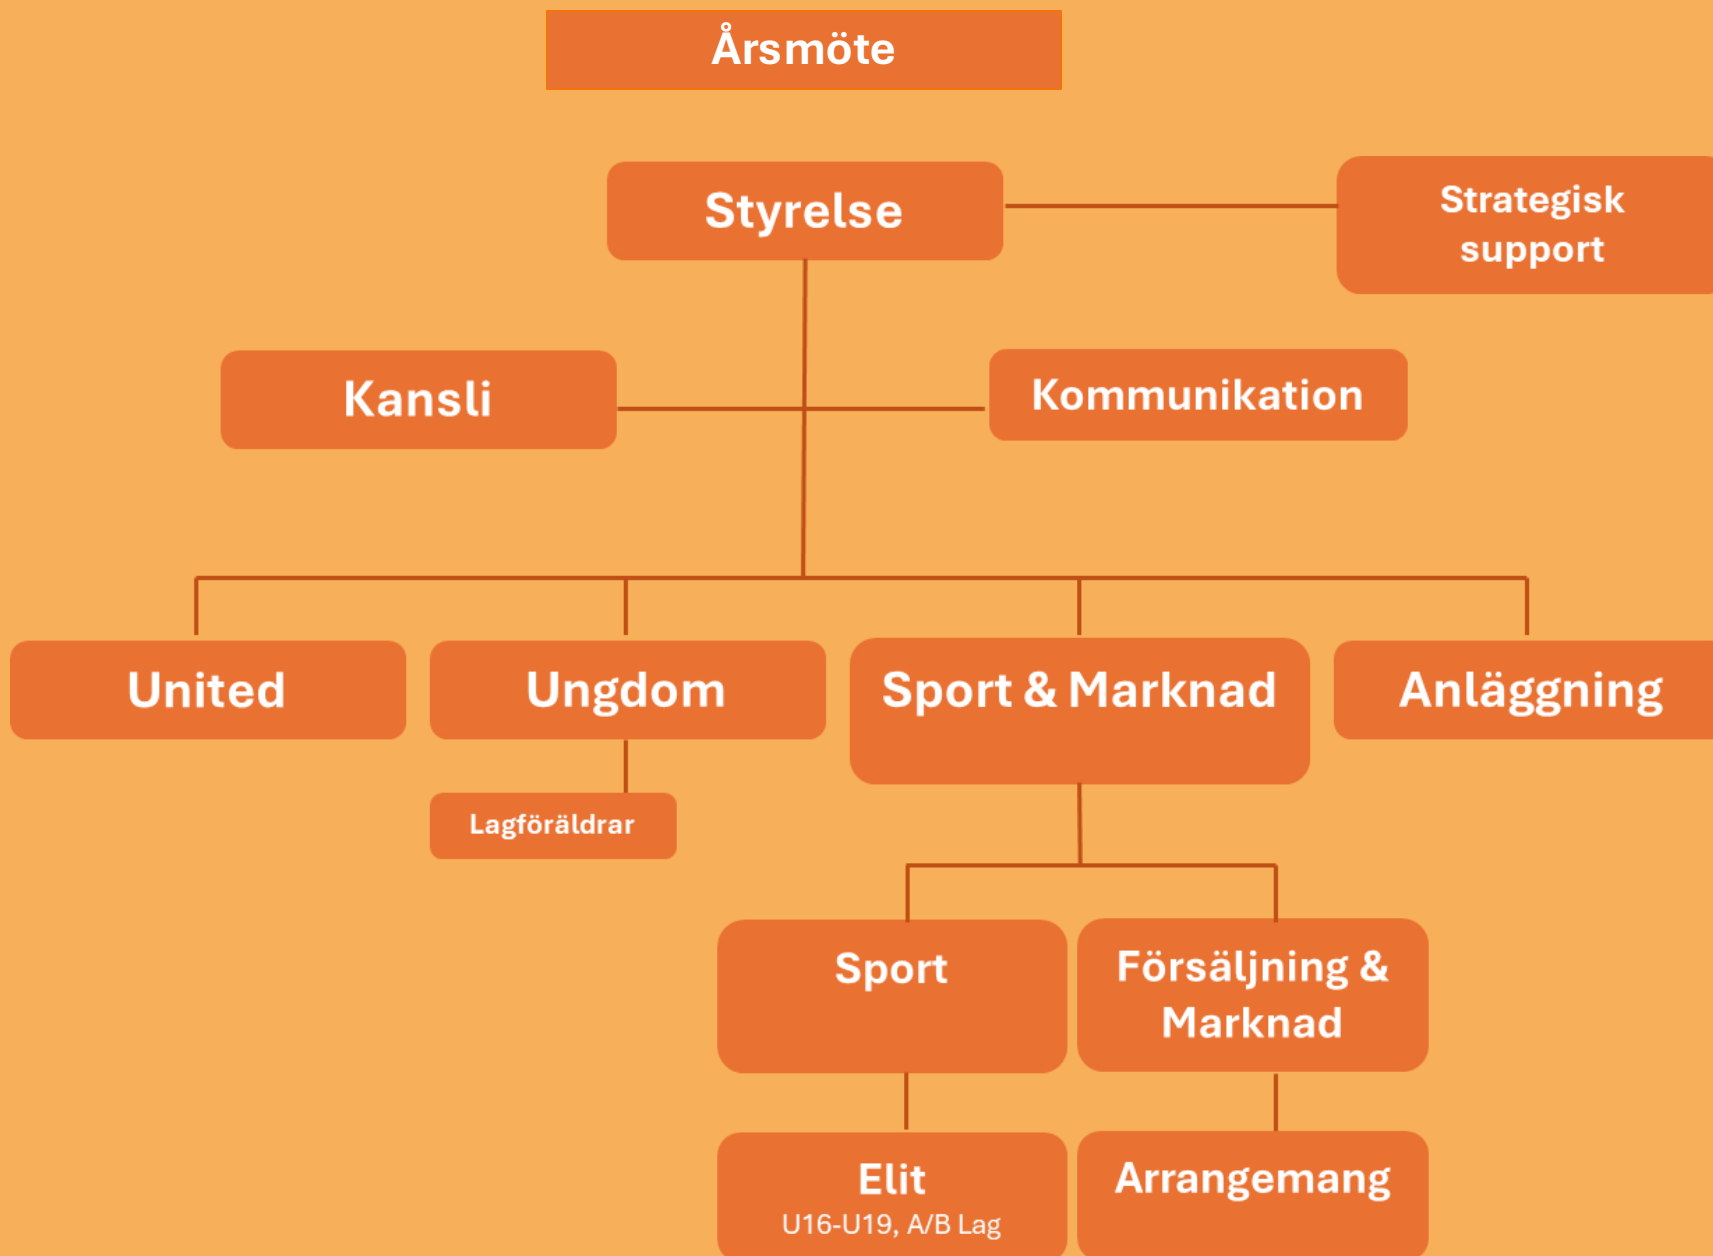 Årsmöte
Styrelse
Strategisk
support
Kansli
Kommunikation
United
Ungdom
Sport & Marknad
Anläggning
Lagföräldrar
Sport
Försäljning &
Marknad
Elit
U16-U19, A/B Lag
Arrangemang